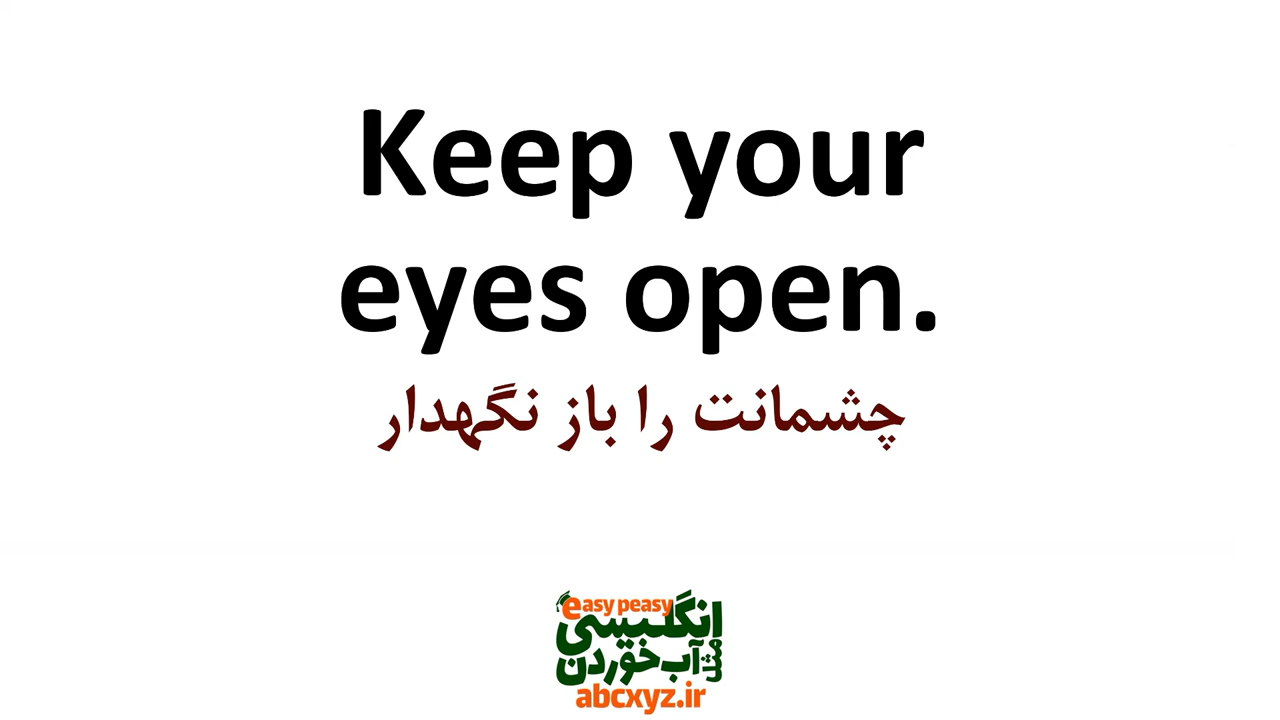 Keep your
eyes open.
چشمانت را باز نگهدار
easy peasy
انگلیسی
مثل آب خوردن
abcxyz.ir